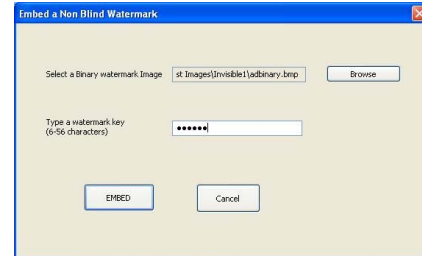 Embed a Non Blind Watermark
Select a Binary watermark Image st Images\Invisible1\adbinary.bmp Browse
Type a watermark key
(6-56 characters) ●●●●●●
EMBED Cancel